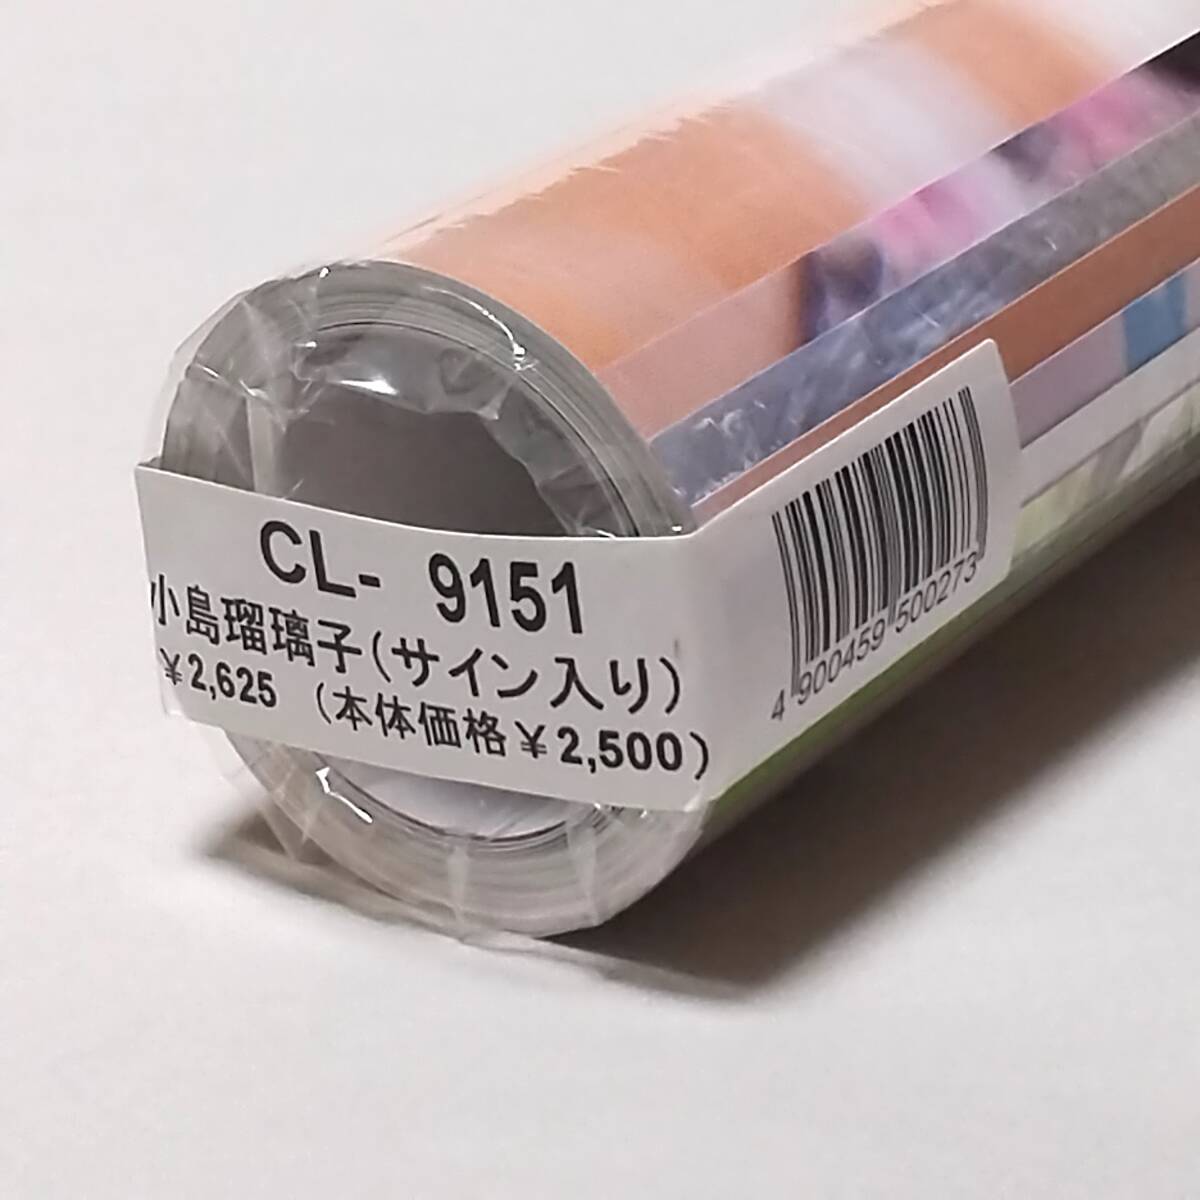 CL- 9151
小島瑠璃子(サイン入り)
¥2,625 (本体価格¥2,500)
4 900459 500273